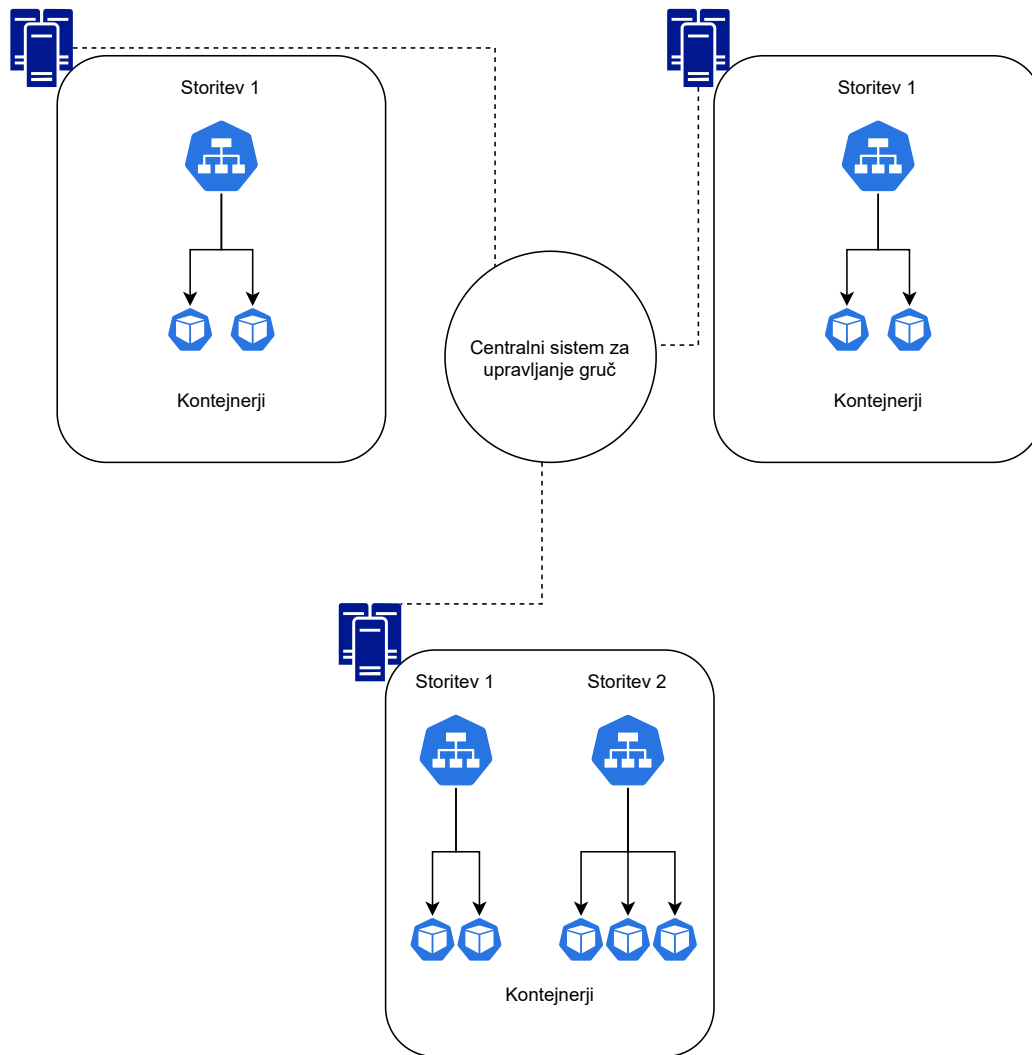 Storitev 1
Kontejnerji
Storitev 1
Kontejnerji
Centralni sistem za
upravljanje gruč
Storitev 1
Storitev 2
Kontejnerji